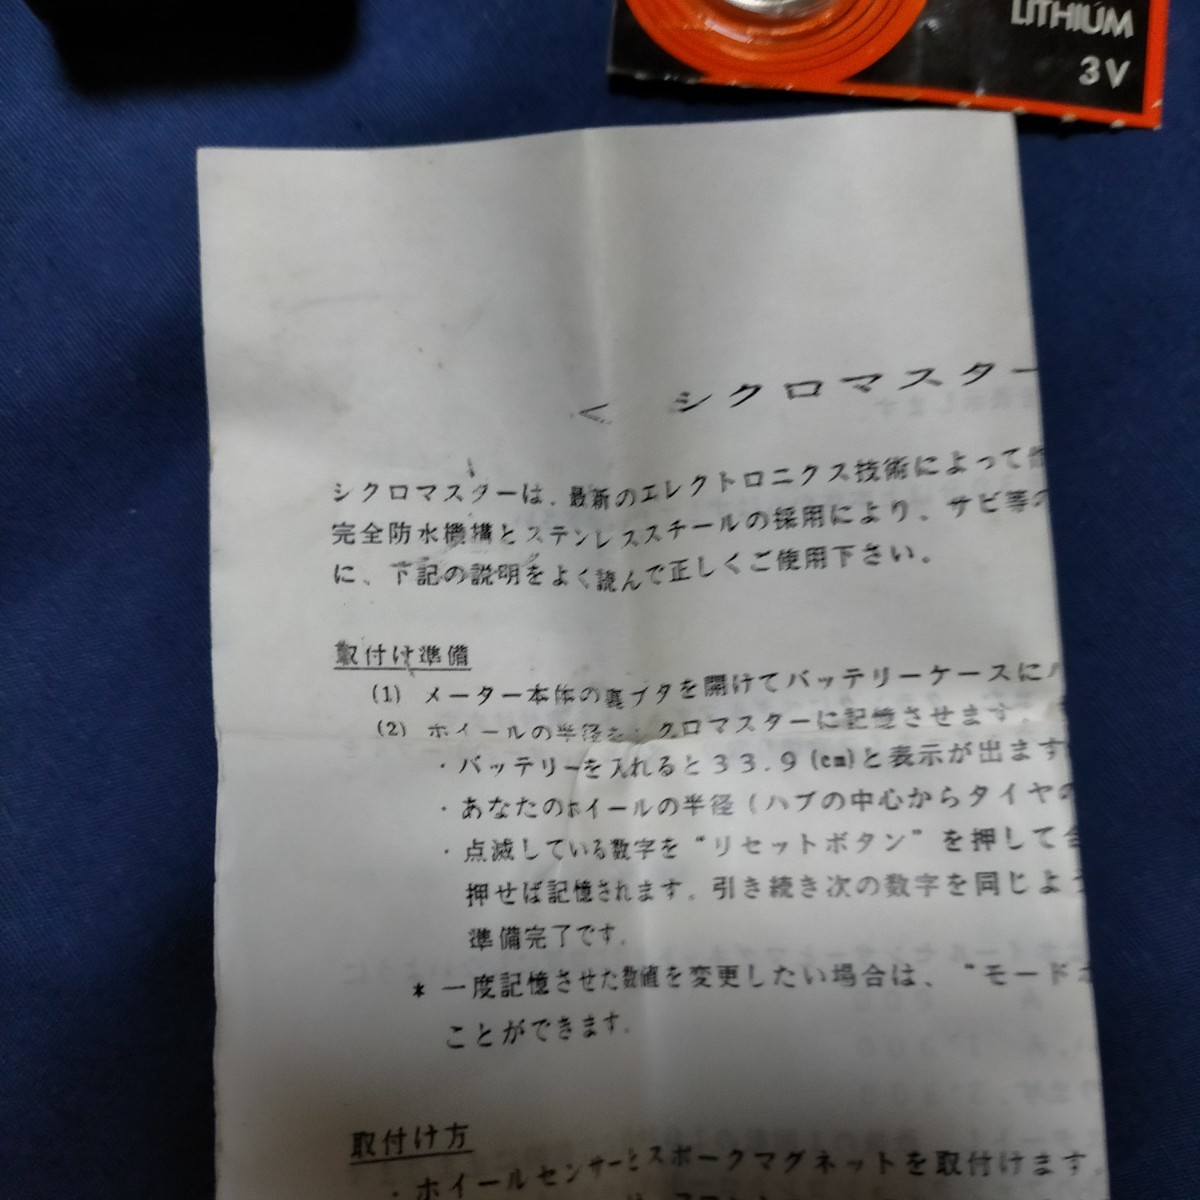 LITHIUM
3V
< シクロマスター
シクロマスターは、最新のエレクトロニクス技術によって
完全防水機構とステンレススチールの採用により、サビ等の
に、下記の説明をよく読んで正しくご使用下さい。
取付け準備
(1) メーター本体の裏ブタを開けてバッテリーケースに
(2) ホイールの半径をシクロマスターに記憶させます。
・バッテリーを入れると33.9(cm)と表示が出ます
・あなたのホイールの半径(ハブの中心からタイヤの
・点滅している数字を“リセットボタン”を押して
押せば記憶されます。引き続き次の数字を同じよう
準備完了です。
* 一度記憶させた数値を変更したい場合は、“モード
ことができます。
取付け方
・ホイールセンサーとスポークマグネットを取付けます。